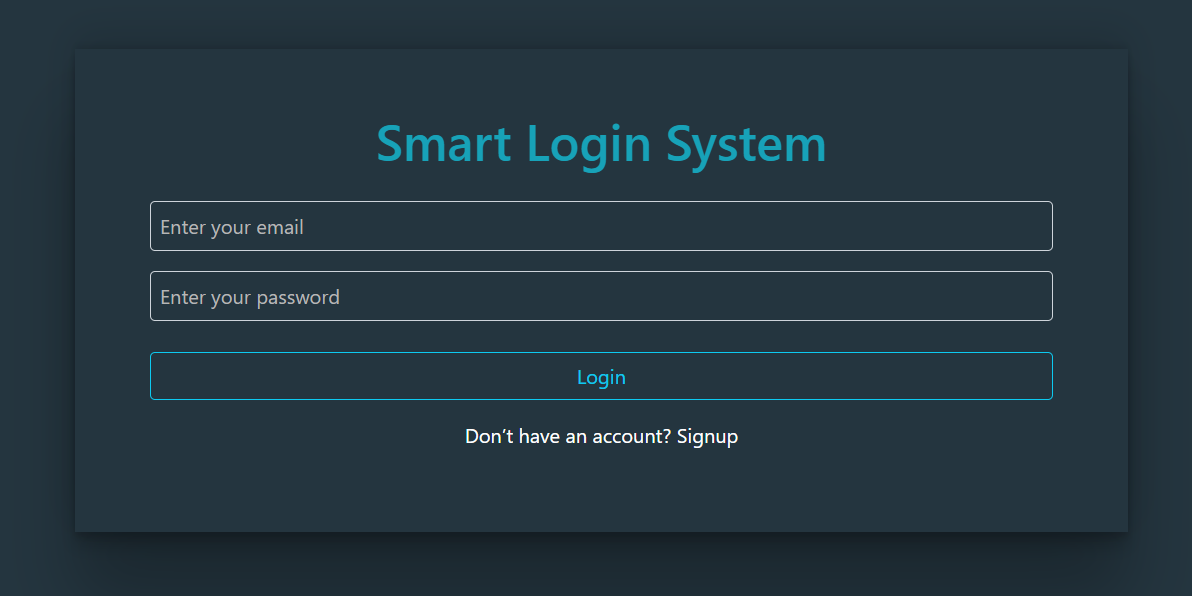 Smart Login System
Enter your email
Enter your password
Login
Don’t have an account? Signup